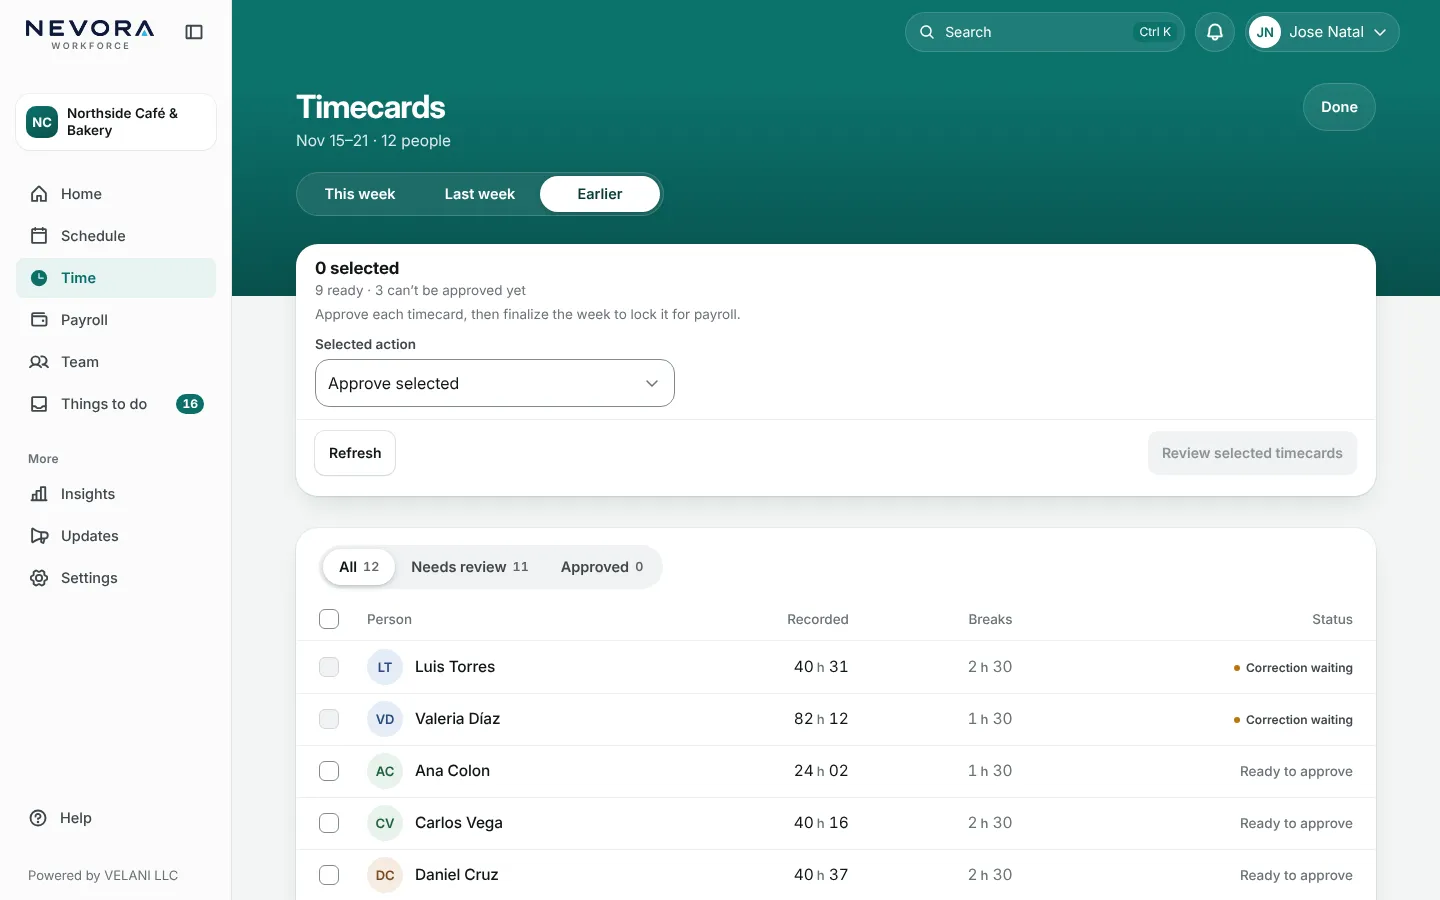 NEVORA
WORKFORCE
Search
Ctrl K
JN
Jose Natal
NC
Northside Café &
Bakery
Home
Schedule
Time
Payroll
Team
Things to do 16
More
Insights
Updates
Settings
Help
Powered by VELANI LLC
Timecards
Nov 15–21 · 12 people
Done
This week
Last week
Earlier
0 selected
9 ready · 3 can’t be approved yet
Approve each timecard, then finalize the week to lock it for payroll.
Selected action
Approve selected
Refresh
Review selected timecards
All 12
Needs review 11
Approved 0
Person Recorded Breaks Status
LT Luis Torres 40 h 31 2 h 30 Correction waiting
VD Valeria Díaz 82 h 12 1 h 30 Correction waiting
AC Ana Colon 24 h 02 1 h 30 Ready to approve
CV Carlos Vega 40 h 16 2 h 30 Ready to approve
DC Daniel Cruz 40 h 37 2 h 30 Ready to approve